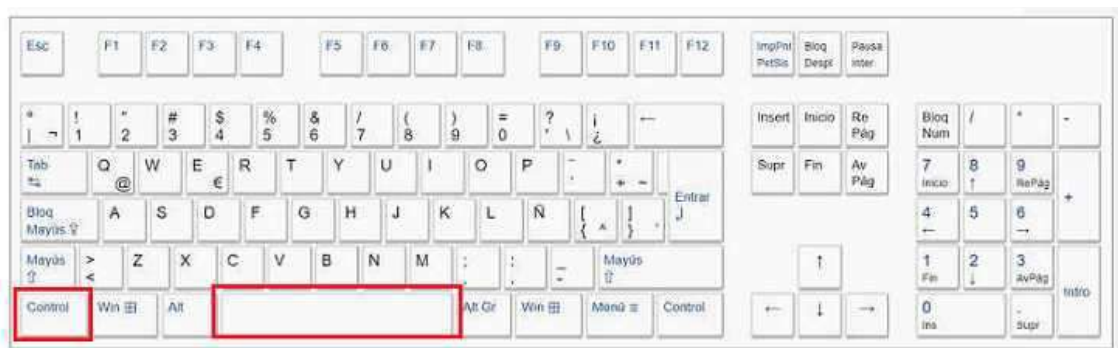 Esc F1 F2 F3 F4 F5 F6 F7 F8 F9 F10 F11 F12 ImpPnt Bloq Pausa
PetSis Despl Inter
° ! " # $ % & / ( ) = ? ¡ ← Insert Inicio Re Bloq / * -
| ¬ 1 2 3 4 5 6 7 8 9 0 ' \ ¿ Pág Num
Tab Q W E R T Y U I O P ¨ * Supr Fin Av 7 8 9 +
@ € ´ + ~ Entrar Pág Inicio ↑ RePág
Bloq A S D F G H J K L Ñ [ ] 4 5 6
Mayús ⇧ { ^ } ← →
Mayús > Z X C V B N M ; : _ Mayús ↑ 1 2 3 Intro
⇧ < , . - ⇧ Fin ↓ AvPág
Control Win Alt Alt Gr Win Menú ≡ Control ← ↓ → 0 .
Ins Supr